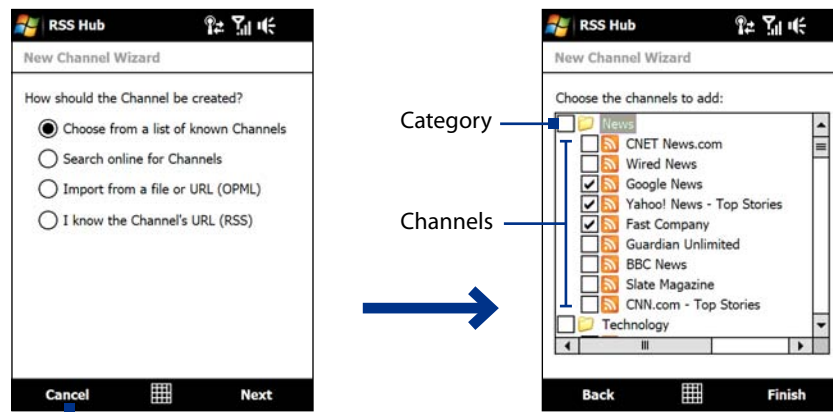 RSS Hub
New Channel Wizard
How should the Channel be created?
Choose from a list of known Channels
Search online for Channels
Import from a file or URL (OPML)
I know the Channel's URL (RSS)
Cancel
Next
Category
Channels
RSS Hub
New Channel Wizard
Choose the channels to add:
News
CNET News.com
Wired News
Google News
Yahoo! News - Top Stories
Fast Company
Guardian Unlimited
BBC News
Slate Magazine
CNN.com - Top Stories
Technology
Back
Finish